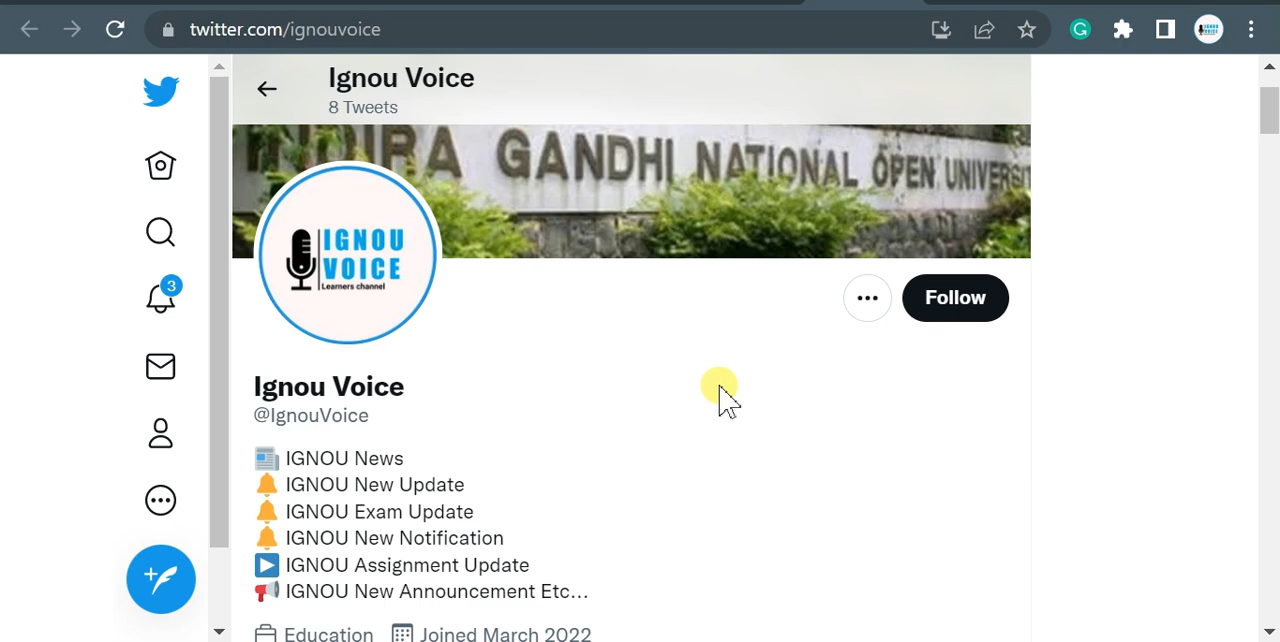 twitter.com/ignouvoice
Ignou Voice
8 Tweets
INDIRA GANDHI NATIONAL OPEN UNIVERSI
IGNOU
VOICE
Learners channel
Follow
3
Ignou Voice
@IgnouVoice
IGNOU News
IGNOU New Update
IGNOU Exam Update
IGNOU New Notification
IGNOU Assignment Update
IGNOU New Announcement Etc...
Education Joined March 2022